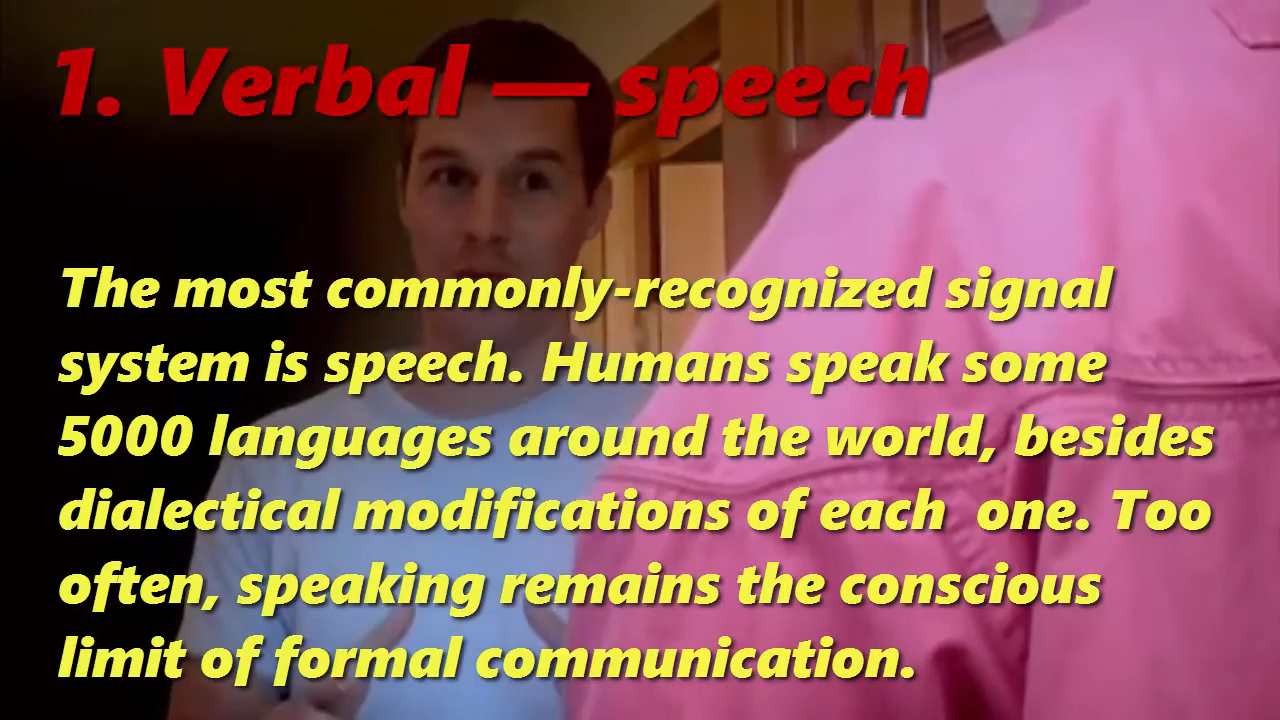 1. Verbal — speech
The most commonly-recognized signal
system is speech. Humans speak some
5000 languages around the world, besides
dialectical modifications of each  one. Too
often, speaking remains the conscious
limit of formal communication.